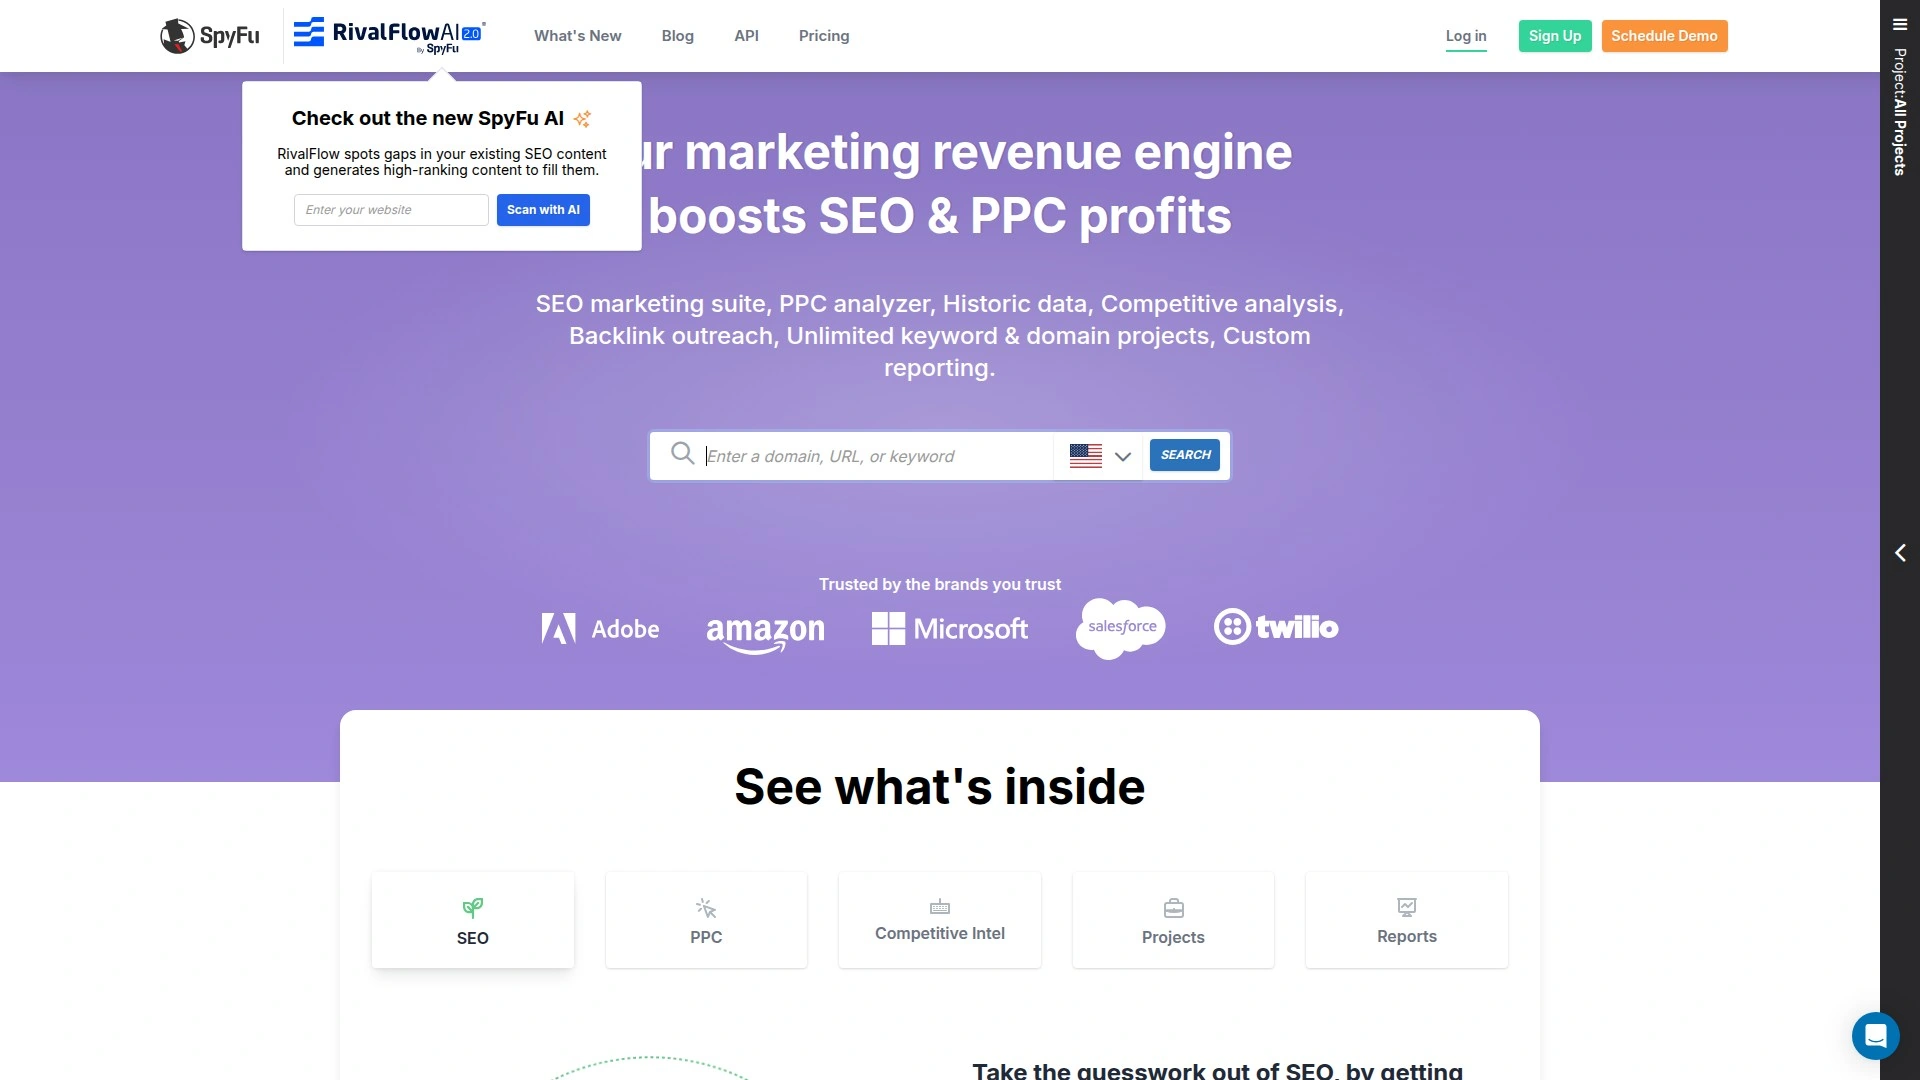 SpyFu
RivalFlowAI 2.0
By SpyFu
What's New
Blog
API
Pricing
Log in
Sign Up
Schedule Demo
Project:All Projects
Check out the new SpyFu AI
RivalFlow spots gaps in your existing SEO content
and generates high-ranking content to fill them.
Enter your website
Scan with AI
ur marketing revenue engine
boosts SEO & PPC profits
SEO marketing suite, PPC analyzer, Historic data, Competitive analysis,
Backlink outreach, Unlimited keyword & domain projects, Custom
reporting.
Enter a domain, URL, or keyword
SEARCH
Trusted by the brands you trust
Adobe
amazon
Microsoft
salesforce
twilio
See what's inside
SEO
PPC
Competitive Intel
Projects
Reports
Take the guesswork out of SEO, by getting